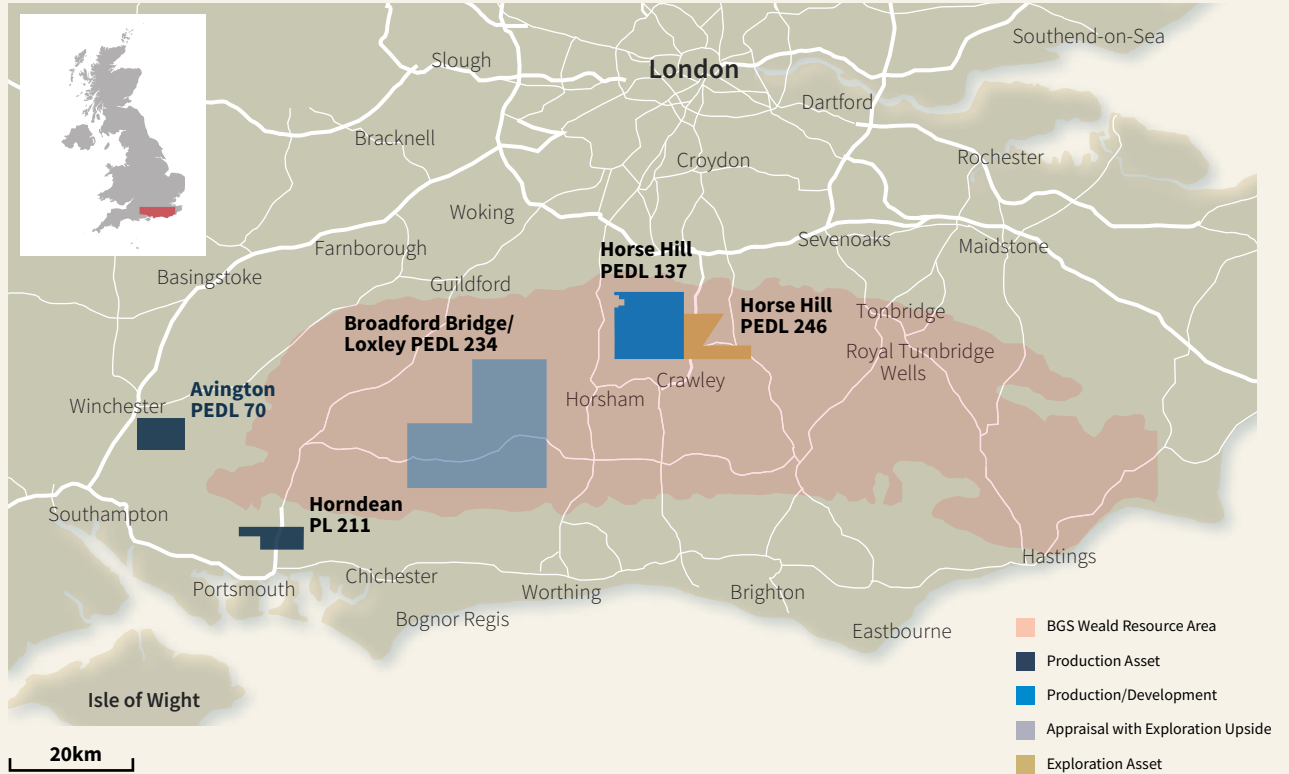 Southend-on-Sea
Slough
London
Dartford
Bracknell
Croydon
Rochester
Woking
Sevenoaks
Maidstone
Farnborough
Horse Hill
PEDL 137
Basingstoke
Guildford
Horse Hill
PEDL 246
Tonbridge
Broadford Bridge/
Loxley PEDL 234
Royal Turnbridge
Wells
Crawley
Horsham
Avington
PEDL 70
Winchester
Horndean
PL 211
Southampton
Hastings
Chichester
Portsmouth
Worthing
Brighton
Bognor Regis
Eastbourne
Isle of Wight
20km
BGS Weald Resource Area
Production Asset
Production/Development
Appraisal with Exploration Upside
Exploration Asset